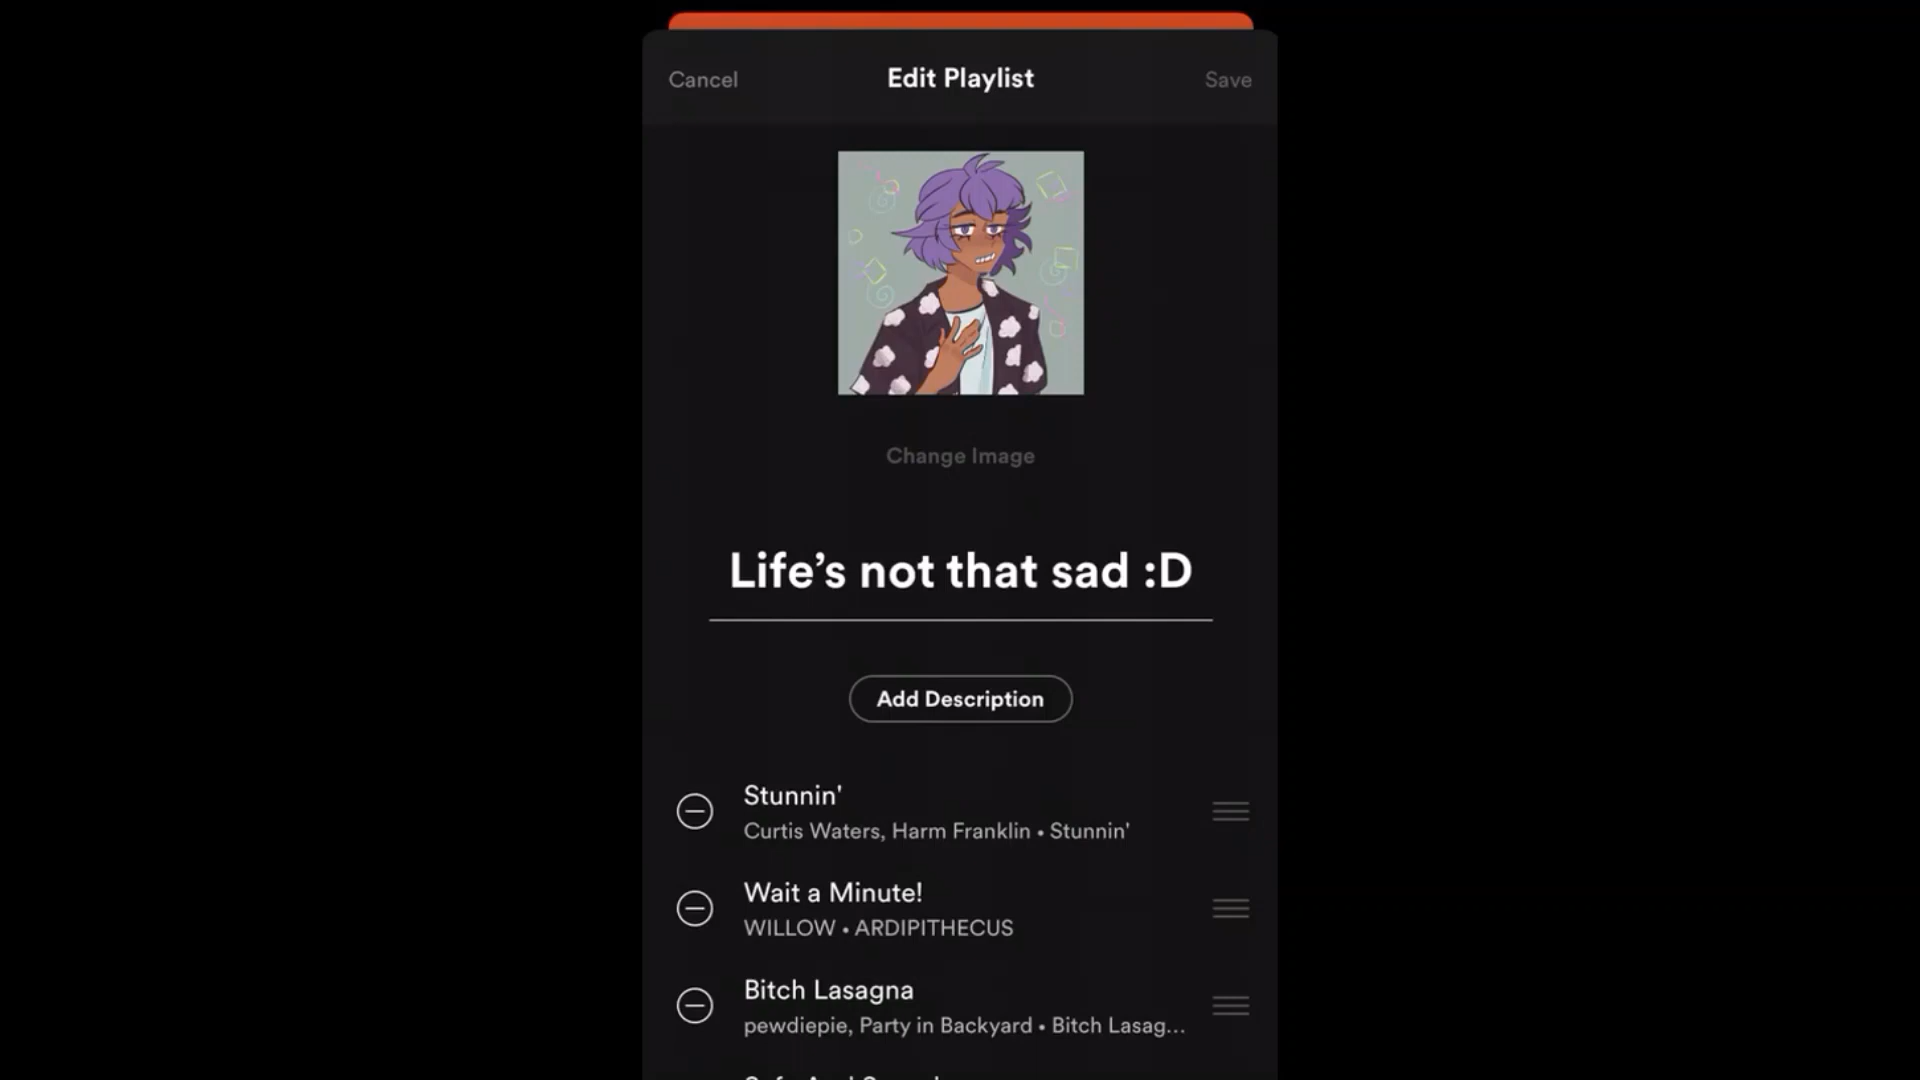 Cancel
Edit Playlist
Save
Change Image
Life’s not that sad :D
Add Description
Stunnin'
Curtis Waters, Harm Franklin • Stunnin'
Wait a Minute!
WILLOW • ARDIPITHECUS
Bitch Lasagna
pewdiepie, Party in Backyard • Bitch Lasag...